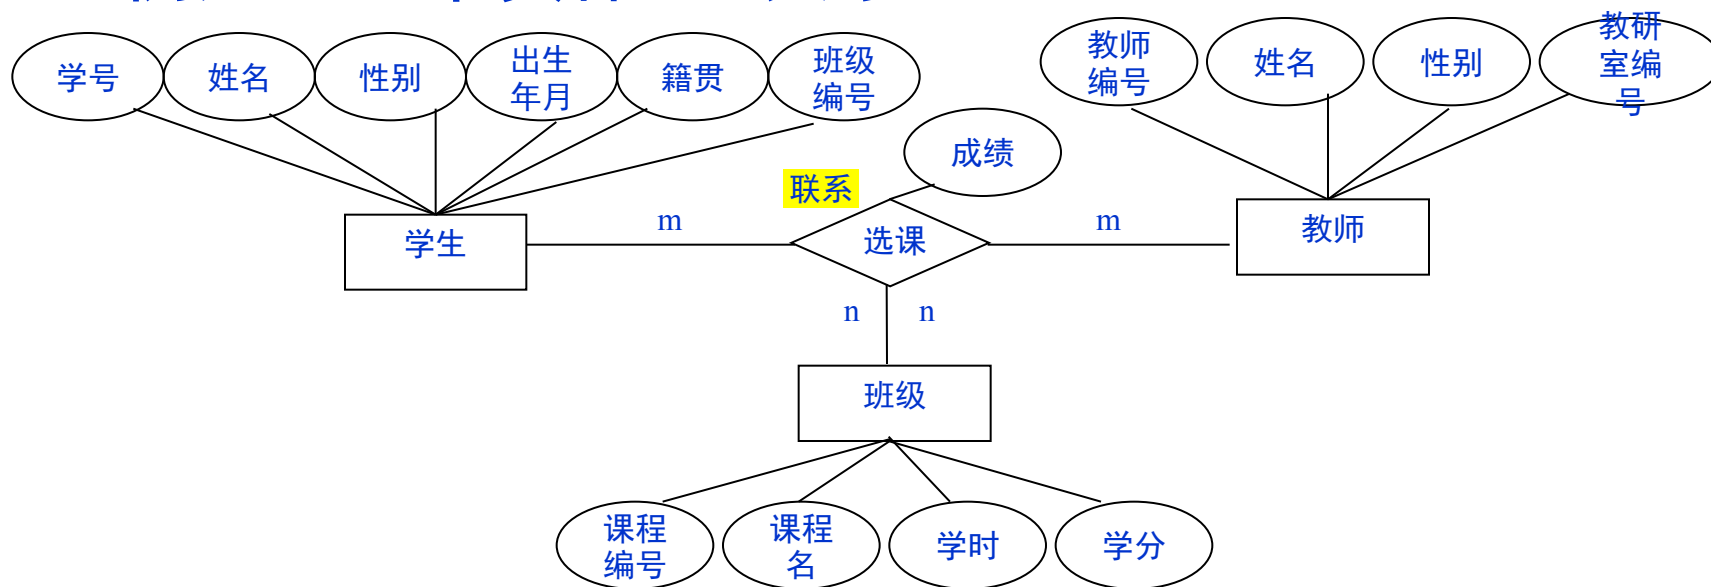 学号
姓名
性别
出生
年月
籍贯
班级
编号
教师
编号
姓名
性别
教研
室编
号
成绩
联系
学生
m
选课
m
教师
n
n
班级
课程
编号
课程
名
学时
学分